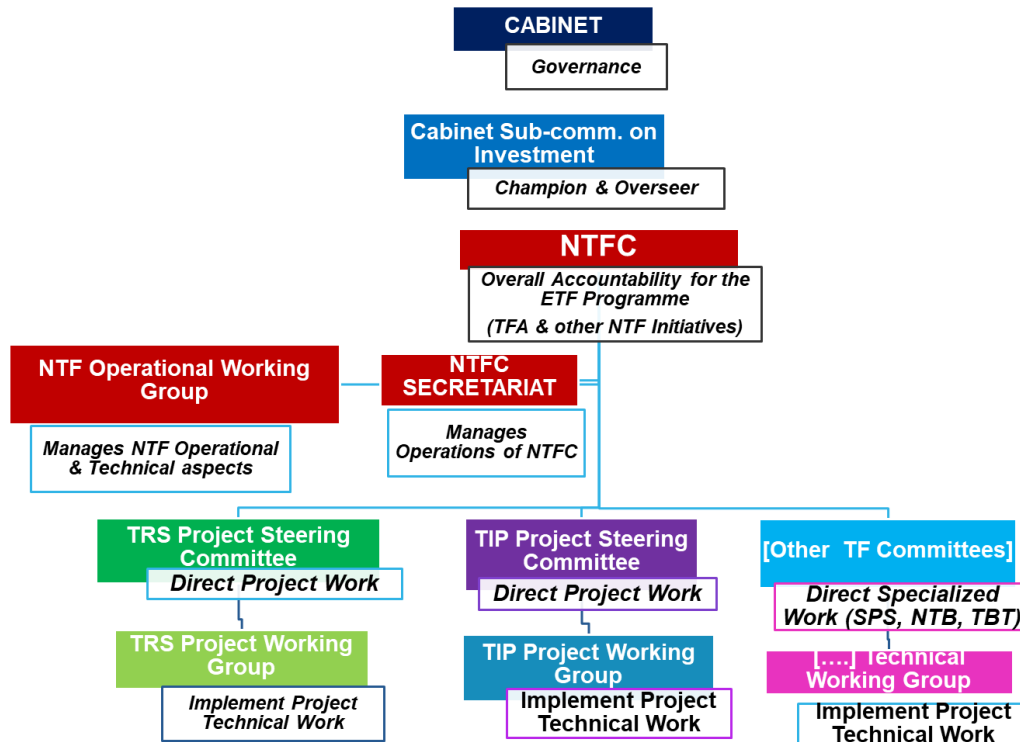 CABINET
Governance
Cabinet Sub-comm. on
Investment
Champion & Overseer
NTFC
Overall Accountability for the
ETF Programme
(TFA & other NTF Initiatives)
NTF Operational Working
Group
Manages NTF Operational
& Technical aspects
NTFC
SECRETARIAT
Manages
Operations of NTFC
TRS Project Steering
Committee
Direct Project Work
TRS Project Working
Group
Implement Project
Technical Work
TIP Project Steering
Committee
Direct Project Work
TIP Project Working
Group
Implement Project
Technical Work
[Other TF Committees]
Direct Specialized
Work (SPS, NTB, TBT)
[....] Technical
Working Group
Implement Project
Technical Work